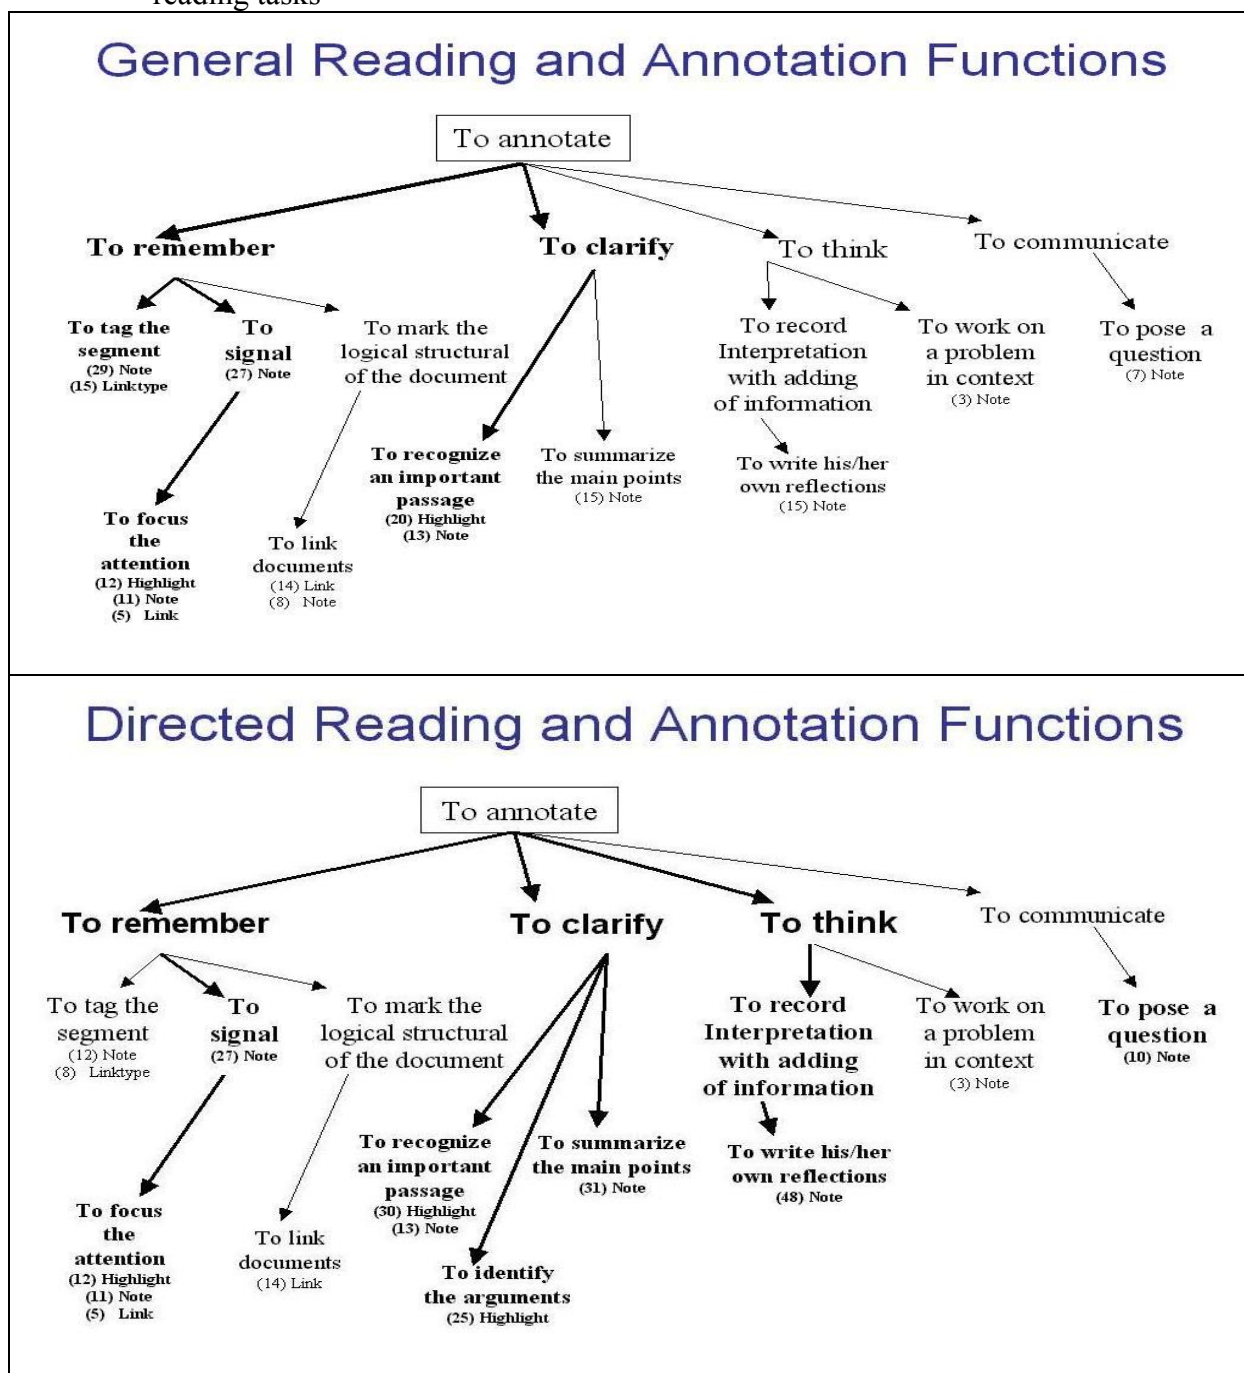 reading tasks
General Reading and Annotation Functions
To annotate
To remember
To clarify
To think
To communicate
To tag the
segment
(29) Note
(15) Linktype
To
signal
(27) Note
To mark the
logical structural
of the document
To record
Interpretation
with adding
of information
To work on
a problem
in context
(3) Note
To pose a
question
(7) Note
To focus
the
attention
(12) Highlight
(11) Note
(5) Link
To link
documents
(14) Link
(8) Note
To recognize
an important
passage
(20) Highlight
(13) Note
To summarize
the main points
(15) Note
To write his/her
own reflections
(15) Note
Directed Reading and Annotation Functions
To annotate
To remember
To clarify
To think
To communicate
To tag the
segment
(12) Note
(8) Linktype
To
signal
(27) Note
To mark the
logical structural
of the document
To record
Interpretation
with adding
of information
To work on
a problem
in context
(3) Note
To pose a
question
(10) Note
To focus
the
attention
(12) Highlight
(11) Note
(5) Link
To link
documents
(14) Link
To recognize
an important
passage
(30) Highlight
(13) Note
To summarize
the main points
(31) Note
To write his/her
own reflections
(48) Note
To identify
the arguments
(25) Highlight